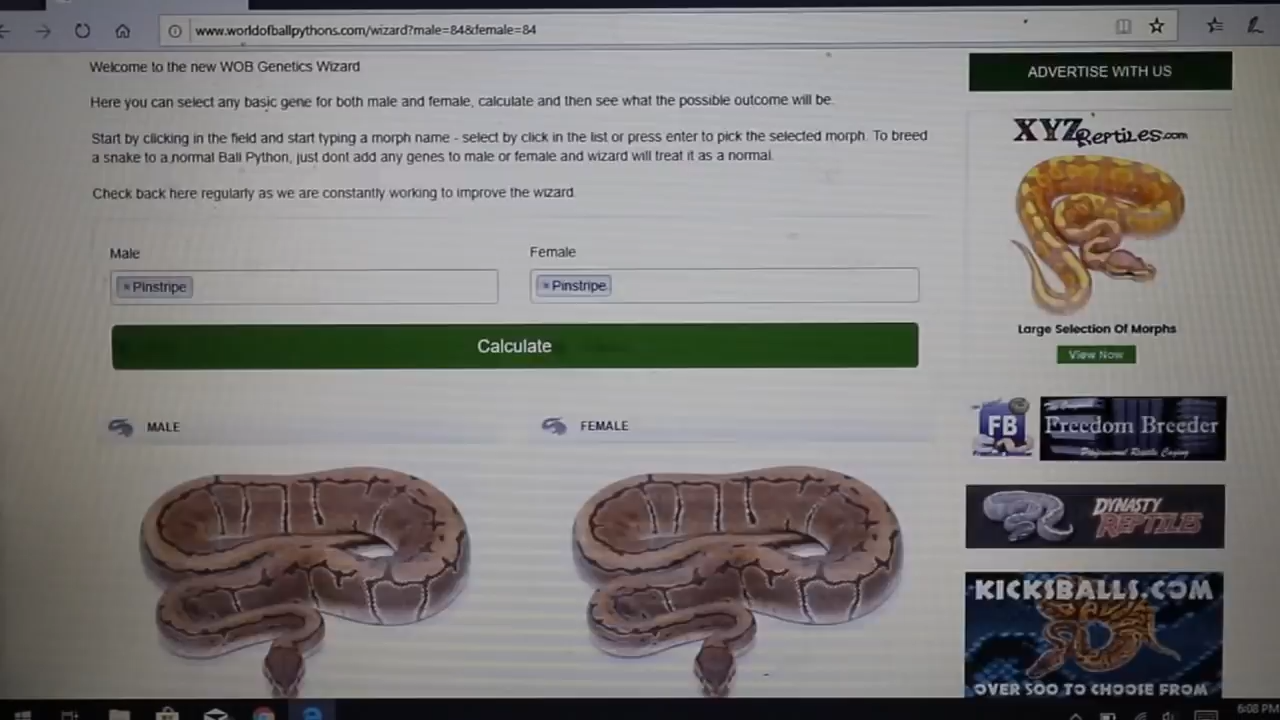 www.worldofballpythons.com/wizard?male=84&female=84
Welcome to the new WOB Genetics Wizard
ADVERTISE WITH US
Here you can select any basic gene for both male and female, calculate and then see what the possible outcome will be.
Start by clicking in the field and start typing a morph name - select by click in the list or press enter to pick the selected morph. To breed
a snake to a normal Ball Python, just dont add any genes to male or female and wizard will treat it as a normal.
Check back here regularly as we are constantly working to improve the wizard
XYZReptiles.com
Male
Female
×Pinstripe
×Pinstripe
Large Selection Of Morphs
View Now
Calculate
MALE
FEMALE
FB
Freedom Breeder
Professional Reptile Caging
DYNASTY
REPTILES
KICKSBALLS.COM
OVER 500 TO CHOOSE FROM
6:08 PM